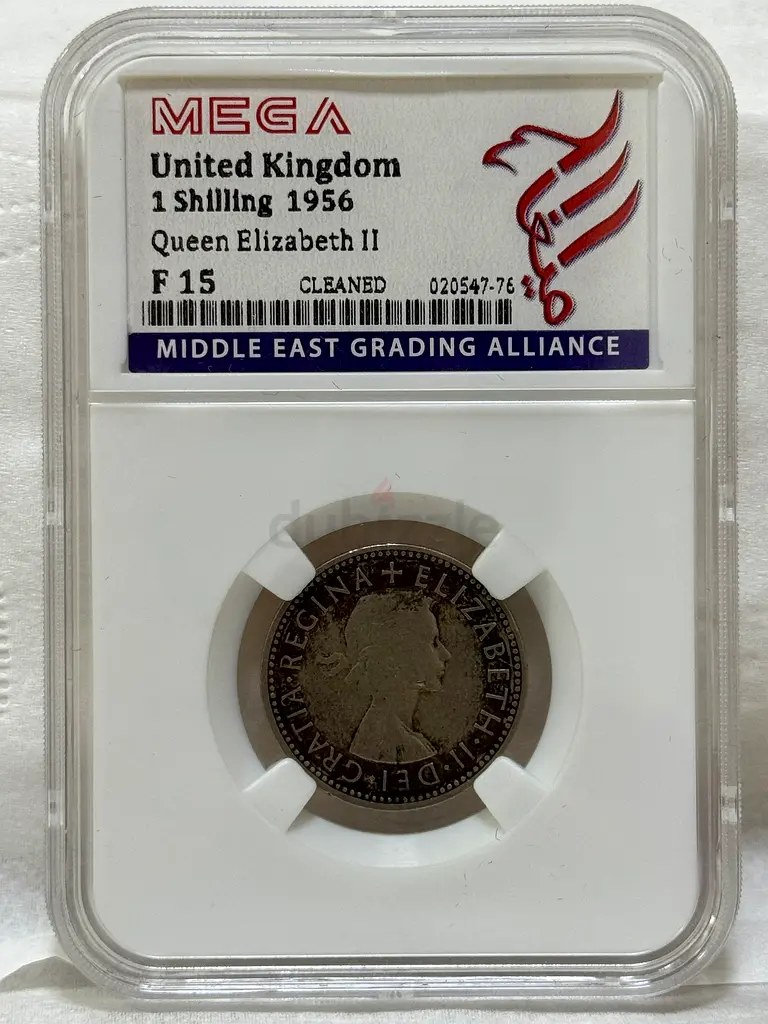 MEGA
United Kingdom
1 Shilling 1956
Queen Elizabeth II
F 15 CLEANED 020547-76
MIDDLE EAST GRADING ALLIANCE
dubizzle
+ ELIZABETH·II·DEI·GRATIA·REGINA